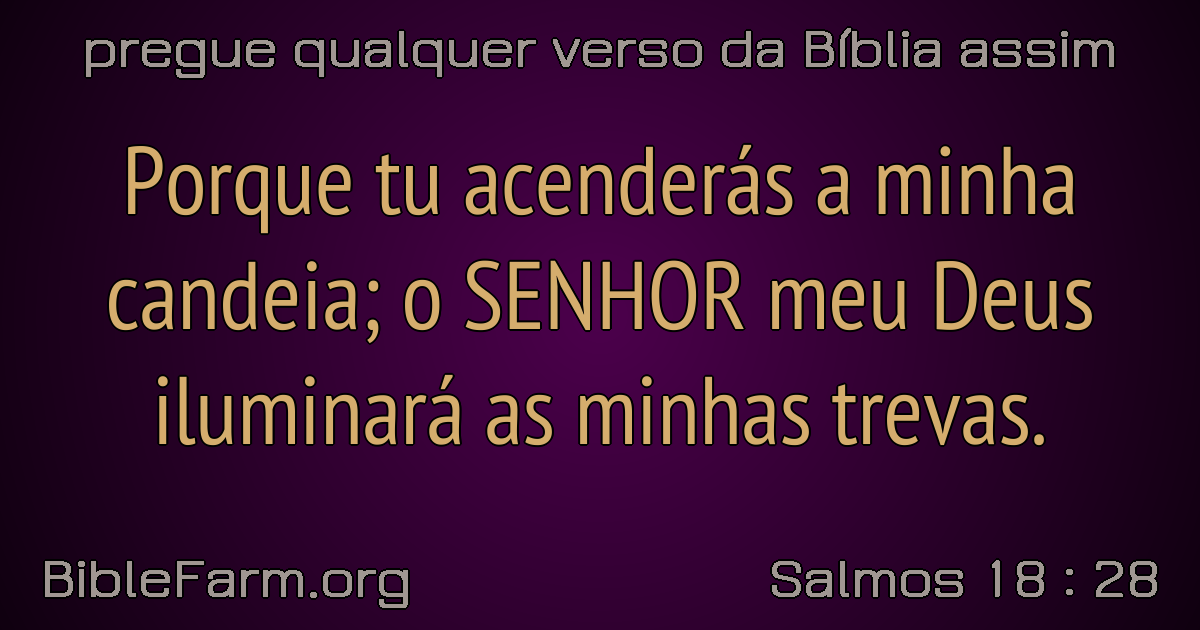 pregue qualquer verso da Bíblia assim
Porque tu acenderás a minha
candeia; o SENHOR meu Deus
iluminará as minhas trevas.
BibleFarm.org
Salmos 18 : 28